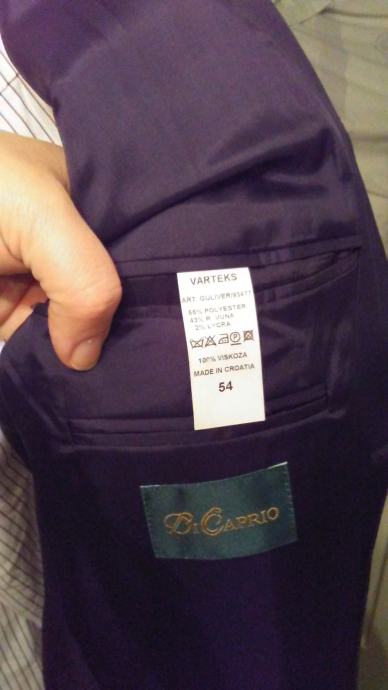 VARTEKS
ART. GULIVER/93477
55% POLYESTER
43% R. VUNA
2% LYCRA
100% VISKOZA
MADE IN CROATIA
54
DI CAPRIO